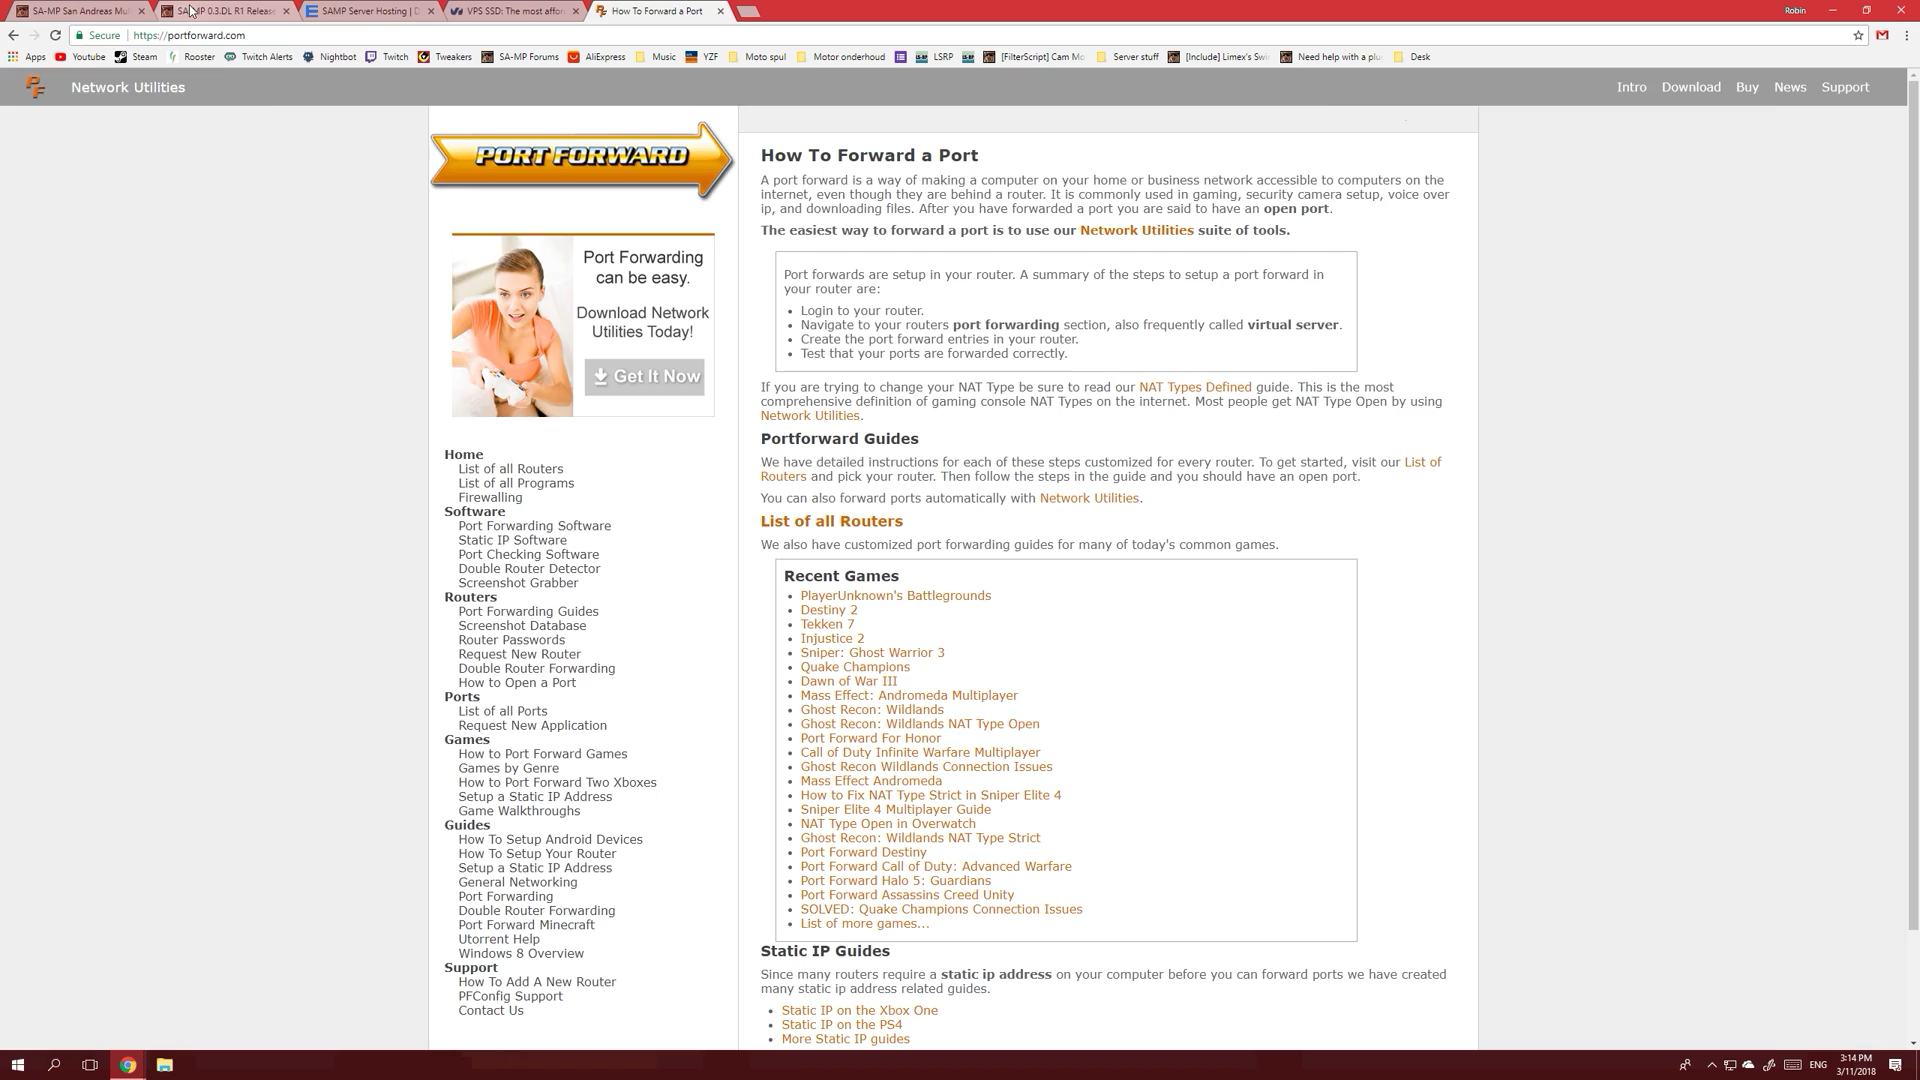 SA-MP San Andreas Mul
SA-MP 0.3.DL R1 Release
SAMP Server Hosting | D
VPS SSD: The most affor
How To Forward a Port
Robin
Secure
https://portforward.com
Apps
Youtube
Steam
Rooster
Twitch Alerts
Nightbot
Twitch
Tweakers
SA-MP Forums
AliExpress
Music
YZF
Moto spul
Motor onderhoud
LSRP
[FilterScript] Cam Mo
Server stuff
[Include] Limex's Swi
Need help with a plu
Desk
Network Utilities
Intro
Download
Buy
News
Support
PORT FORWARD
Port Forwarding
can be easy.
Download Network
Utilities Today!
Get It Now
Home
List of all Routers
List of all Programs
Firewalling
Software
Port Forwarding Software
Static IP Software
Port Checking Software
Double Router Detector
Screenshot Grabber
Routers
Port Forwarding Guides
Screenshot Database
Router Passwords
Request New Router
Double Router Forwarding
How to Open a Port
Ports
List of all Ports
Request New Application
Games
How to Port Forward Games
Games by Genre
How to Port Forward Two Xboxes
Setup a Static IP Address
Game Walkthroughs
Guides
How To Setup Android Devices
How To Setup Your Router
Setup a Static IP Address
General Networking
Port Forwarding
Double Router Forwarding
Port Forward Minecraft
Utorrent Help
Windows 8 Overview
Support
How To Add A New Router
PFConfig Support
Contact Us
How To Forward a Port
A port forward is a way of making a computer on your home or business network accessible to computers on the
internet, even though they are behind a router. It is commonly used in gaming, security camera setup, voice over
ip, and downloading files. After you have forwarded a port you are said to have an open port.
The easiest way to forward a port is to use our Network Utilities suite of tools.
Port forwards are setup in your router. A summary of the steps to setup a port forward in
your router are:
• Login to your router.
• Navigate to your routers port forwarding section, also frequently called virtual server.
• Create the port forward entries in your router.
• Test that your ports are forwarded correctly.
If you are trying to change your NAT Type be sure to read our NAT Types Defined guide. This is the most
comprehensive definition of gaming console NAT Types on the internet. Most people get NAT Type Open by using
Network Utilities.
Portforward Guides
We have detailed instructions for each of these steps customized for every router. To get started, visit our List of
Routers and pick your router. Then follow the steps in the guide and you should have an open port.
You can also forward ports automatically with Network Utilities.
List of all Routers
We also have customized port forwarding guides for many of today's common games.
Recent Games
• PlayerUnknown's Battlegrounds
• Destiny 2
• Tekken 7
• Injustice 2
• Sniper: Ghost Warrior 3
• Quake Champions
• Dawn of War III
• Mass Effect: Andromeda Multiplayer
• Ghost Recon: Wildlands
• Ghost Recon: Wildlands NAT Type Open
• Port Forward For Honor
• Call of Duty Infinite Warfare Multiplayer
• Ghost Recon Wildlands Connection Issues
• Mass Effect Andromeda
• How to Fix NAT Type Strict in Sniper Elite 4
• Sniper Elite 4 Multiplayer Guide
• NAT Type Open in Overwatch
• Ghost Recon: Wildlands NAT Type Strict
• Port Forward Destiny
• Port Forward Call of Duty: Advanced Warfare
• Port Forward Halo 5: Guardians
• Port Forward Assassins Creed Unity
• SOLVED: Quake Champions Connection Issues
• List of more games...
Static IP Guides
Since many routers require a static ip address on your computer before you can forward ports we have created
many static ip address related guides.
• Static IP on the Xbox One
• Static IP on the PS4
• More Static IP guides
ENG
3:14 PM
3/11/2018